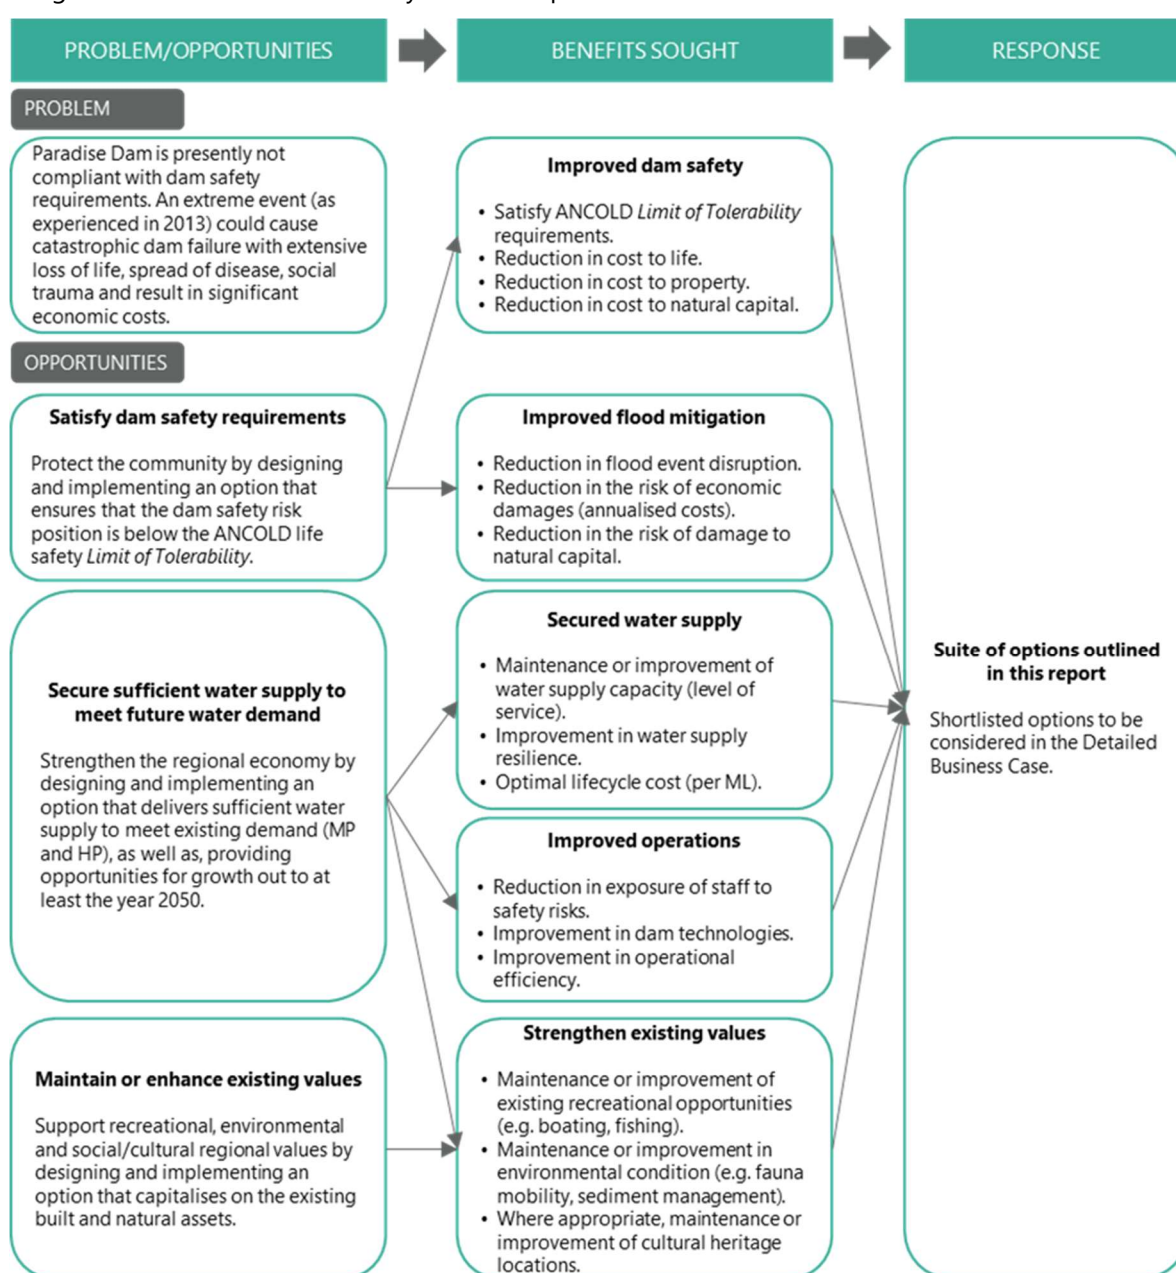 PROBLEM/OPPORTUNITIES
BENEFITS SOUGHT
RESPONSE
PROBLEM
Paradise Dam is presently not
compliant with dam safety
requirements. An extreme event (as
experienced in 2013) could cause
catastrophic dam failure with extensive
loss of life, spread of disease, social
trauma and result in significant
economic costs.
OPPORTUNITIES
Satisfy dam safety requirements
Protect the community by designing
and implementing an option that
ensures that the dam safety risk
position is below the ANCOLD life
safety Limit of Tolerability.
Secure sufficient water supply to
meet future water demand
Strengthen the regional economy by
designing and implementing an
option that delivers sufficient water
supply to meet existing demand (MP
and HP), as well as, providing
opportunities for growth out to at
least the year 2050.
Maintain or enhance existing values
Support recreational, environmental
and social/cultural regional values by
designing and implementing an
option that capitalises on the existing
built and natural assets.
Improved dam safety
• Satisfy ANCOLD Limit of Tolerability
requirements.
• Reduction in cost to life.
• Reduction in cost to property.
• Reduction in cost to natural capital.
Improved flood mitigation
• Reduction in flood event disruption.
• Reduction in the risk of economic
damages (annualised costs).
• Reduction in the risk of damage to
natural capital.
Secured water supply
• Maintenance or improvement of
water supply capacity (level of
service).
• Improvement in water supply
resilience.
• Optimal lifecycle cost (per ML).
Improved operations
• Reduction in exposure of staff to
safety risks.
• Improvement in dam technologies.
• Improvement in operational
efficiency.
Strengthen existing values
• Maintenance or improvement of
existing recreational opportunities
(e.g. boating, fishing).
• Maintenance or improvement in
environmental condition (e.g. fauna
mobility, sediment management).
• Where appropriate, maintenance or
improvement of cultural heritage
locations.
Suite of options outlined
in this report
Shortlisted options to be
considered in the Detailed
Business Case.